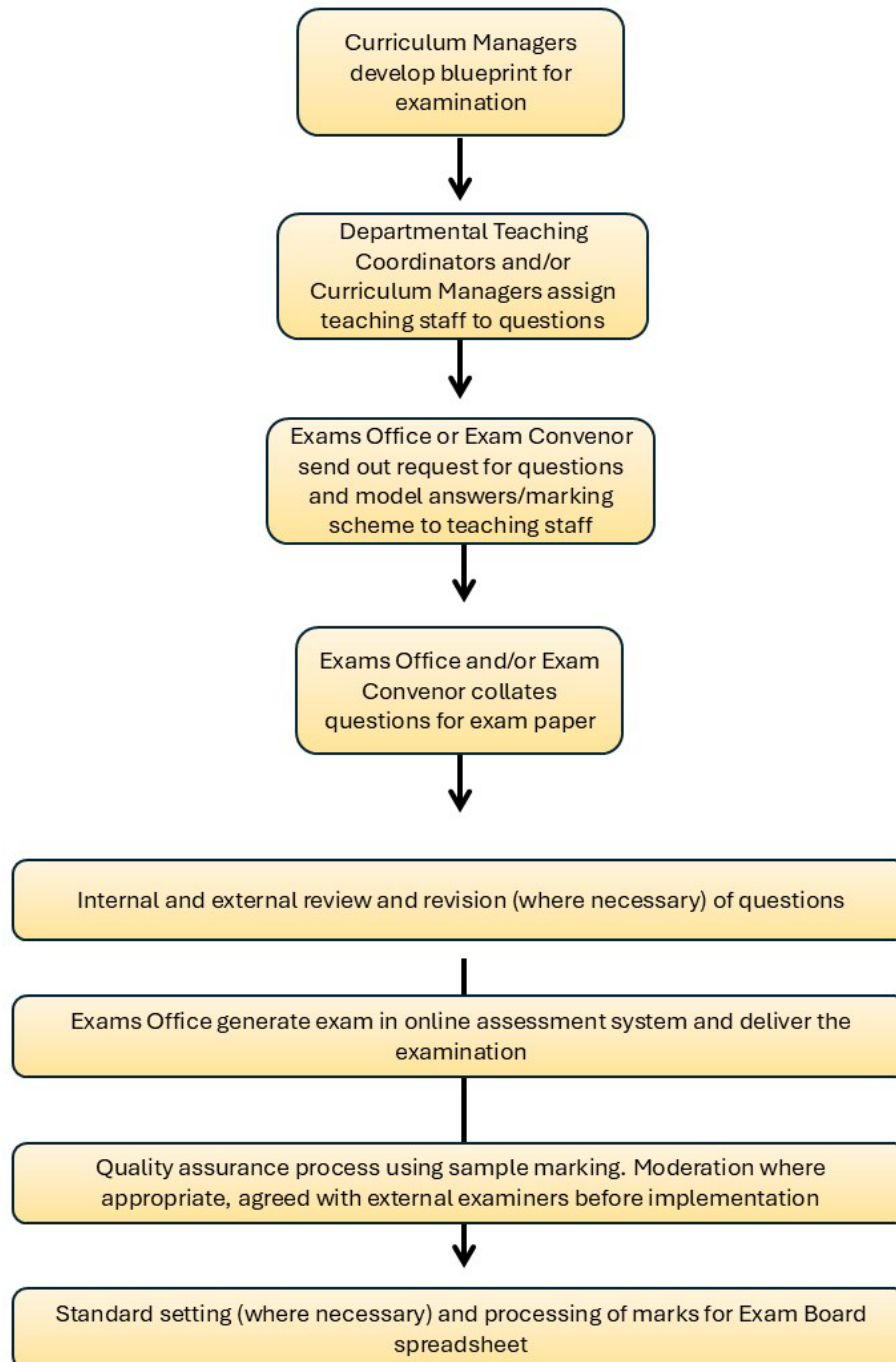 Curriculum Managers
develop blueprint for
examination
Departmental Teaching
Coordinators and/or
Curriculum Managers assign
teaching staff to questions
Exams Office or Exam Convenor
send out request for questions
and model answers/marking
scheme to teaching staff
Exams Office and/or Exam
Convenor collates
questions for exam paper
Internal and external review and revision (where necessary) of questions
Exams Office generate exam in online assessment system and deliver the
examination
Quality assurance process using sample marking. Moderation where
appropriate, agreed with external examiners before implementation
Standard setting (where necessary) and processing of marks for Exam Board
spreadsheet